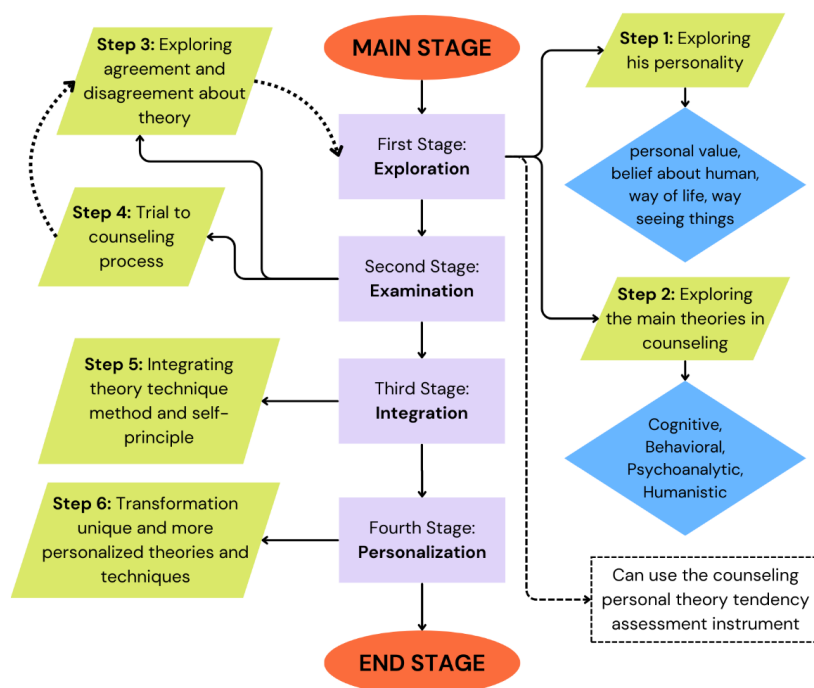 MAIN STAGE
Step 3: Exploring
agreement and
disagreement about
theory
Step 1: Exploring
his personality
First Stage:
Exploration
personal value,
belief about human,
way of life, way
seeing things
Step 4: Trial to
counseling
process
Second Stage:
Examination
Step 2: Exploring
the main theories in
counseling
Step 5: Integrating
theory technique
method and self-
principle
Third Stage:
Integration
Cognitive,
Behavioral,
Psychoanalytic,
Humanistic
Step 6: Transformation
unique and more
personalized theories and
techniques
Fourth Stage:
Personalization
Can use the counseling
personal theory tendency
assessment instrument
END STAGE